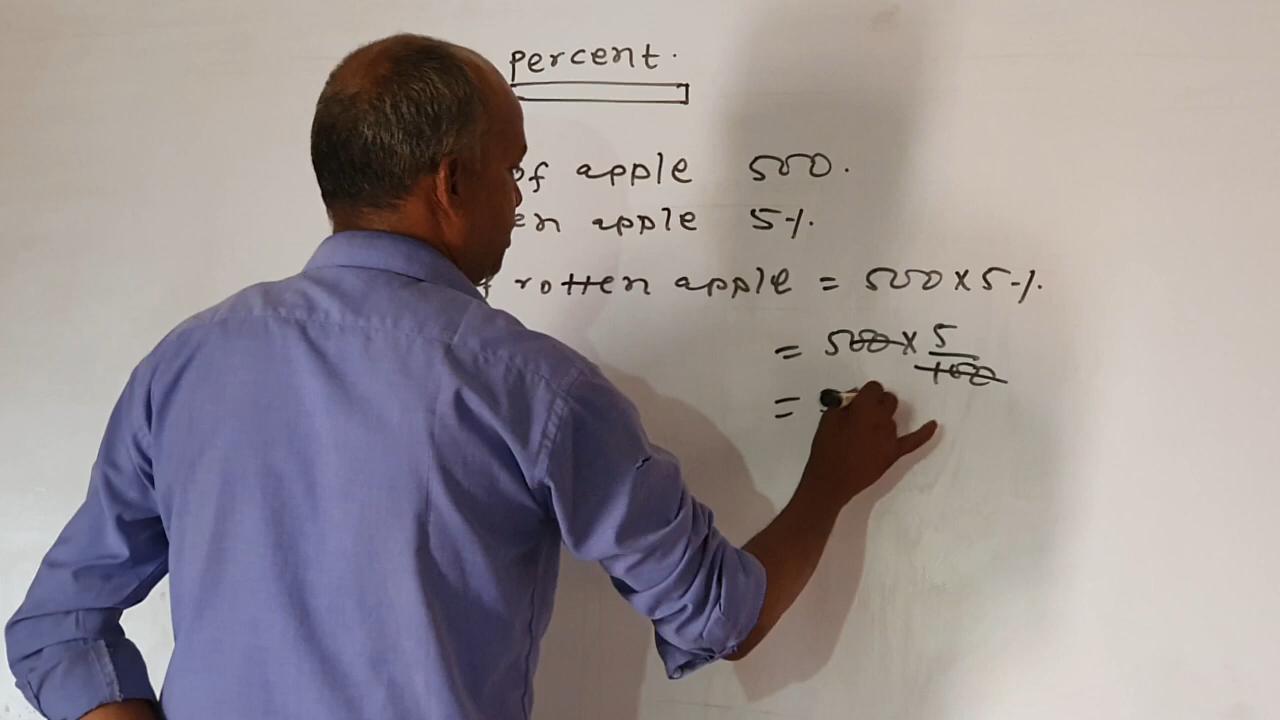 percent.
of apple 500.
en apple 5%.
rotten apple = 500 × 5%.
= 500 × 5/100
=